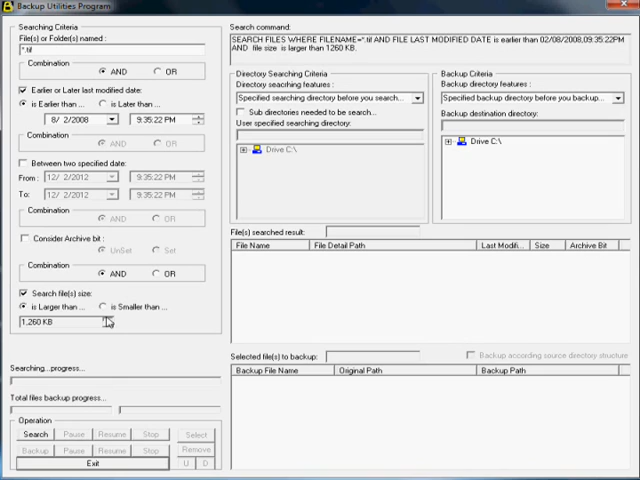 Backup Utilities Program
Searching Criteria
File(s) or Folder(s) named :
*.tif
Combination
AND OR
Earlier or Later last modified date:
is Earlier than ... is Later than ...
8/ 2/2008 9:35:22 PM
Combination
AND OR
Between two specified date:
From : 12/ 2/2012 9:35:22 PM
To: 12/ 2/2012 9:35:22 PM
Combination
AND OR
Consider Archive bit :
UnSet Set
Combination
AND OR
Search file(s) size:
is Larger than ... is Smaller than ...
1,260 KB
Searching...progress...
Total files backup progress...
Operation
Search Pause Resume Stop Select
Backup Pause Resume Stop Remove
Exit U D
Search command:
SEARCH FILES WHERE FILENAME=*.tif AND FILE LAST MODIFIED DATE is earlier than 02/08/2008,09:35:22PM
AND file size is larger than 1260 KB.
Directory Searching Criteria
Directory searching features :
Specified searching directory before you search...
Sub directories needed to be search...
User specified searching directory:
Drive C:\
Backup Criteria
Backup directory features :
Specified backup directory before you backup...
Backup destination directory:
Drive C:\
File(s) searched result:
File Name File Detail Path Last Modifi... Size Archive Bit
Selected file(s) to backup: Backup according source directory structure
Backup File Name Original Path Backup Path